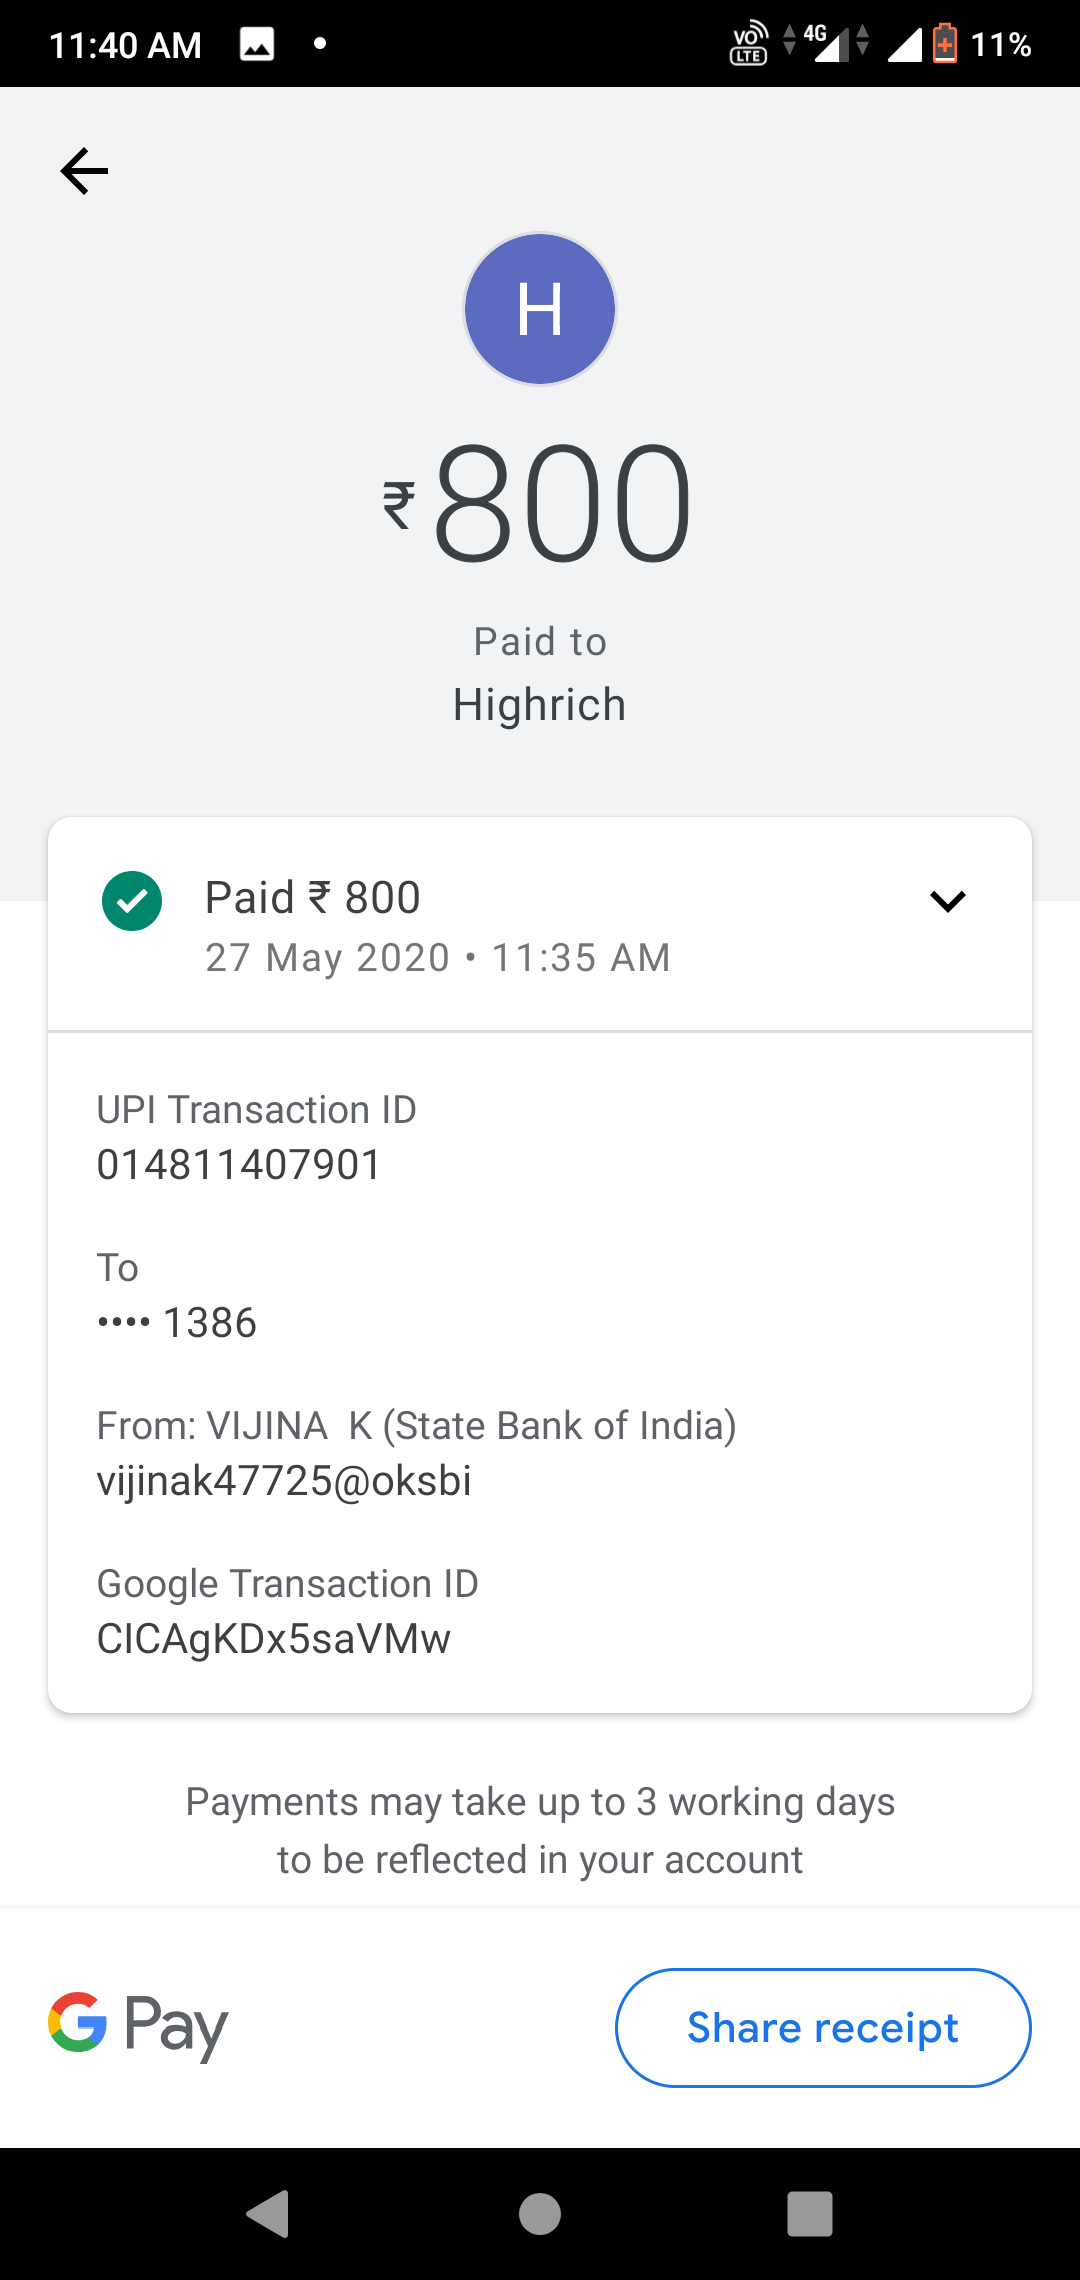 11:40 AM VO LTE 4G 11%
H
₹800
Paid to
Highrich
Paid ₹ 800
27 May 2020 • 11:35 AM
UPI Transaction ID
014811407901
To
•••• 1386
From: VIJINA  K (State Bank of India)
vijinak47725@oksbi
Google Transaction ID
CICAgKDx5saVMw
Payments may take up to 3 working days
to be reflected in your account
G Pay
Share receipt